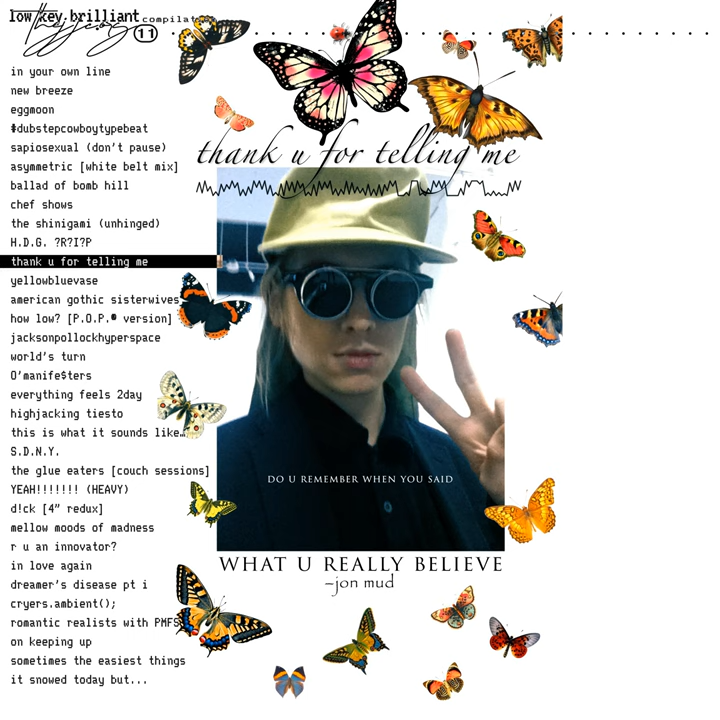 low key brilliant compilat
11
thank u for telling me
in your own line
new breeze
eggmoon
#dubstepcowboytypebeat
sapiosexual (don't pause)
asymmetric [white belt mix]
ballad of bomb hill
chef shows
the shinigami (unhinged)
H.D.G. ?R?I?P
thank u for telling me
yellowbluevase
american gothic sisterwives
how low? [P.O.P.® version]
jacksonpollockhyperspace
world's turn
O'manife$ters
everything feels 2day
highjacking tiesto
this is what it sounds like…
S.D.N.Y.
the glue eaters [couch sessions]
YEAH!!!!!!! (HEAVY)
d!ck [4” redux]
mellow moods of madness
r u an innovator?
in love again
dreamer's disease pt i
cryers.ambient();
romantic realists with PMFS
on keeping up
sometimes the easiest things
it snowed today but...
DO U REMEMBER WHEN YOU SAID
WHAT U REALLY BELIEVE
~jon mud